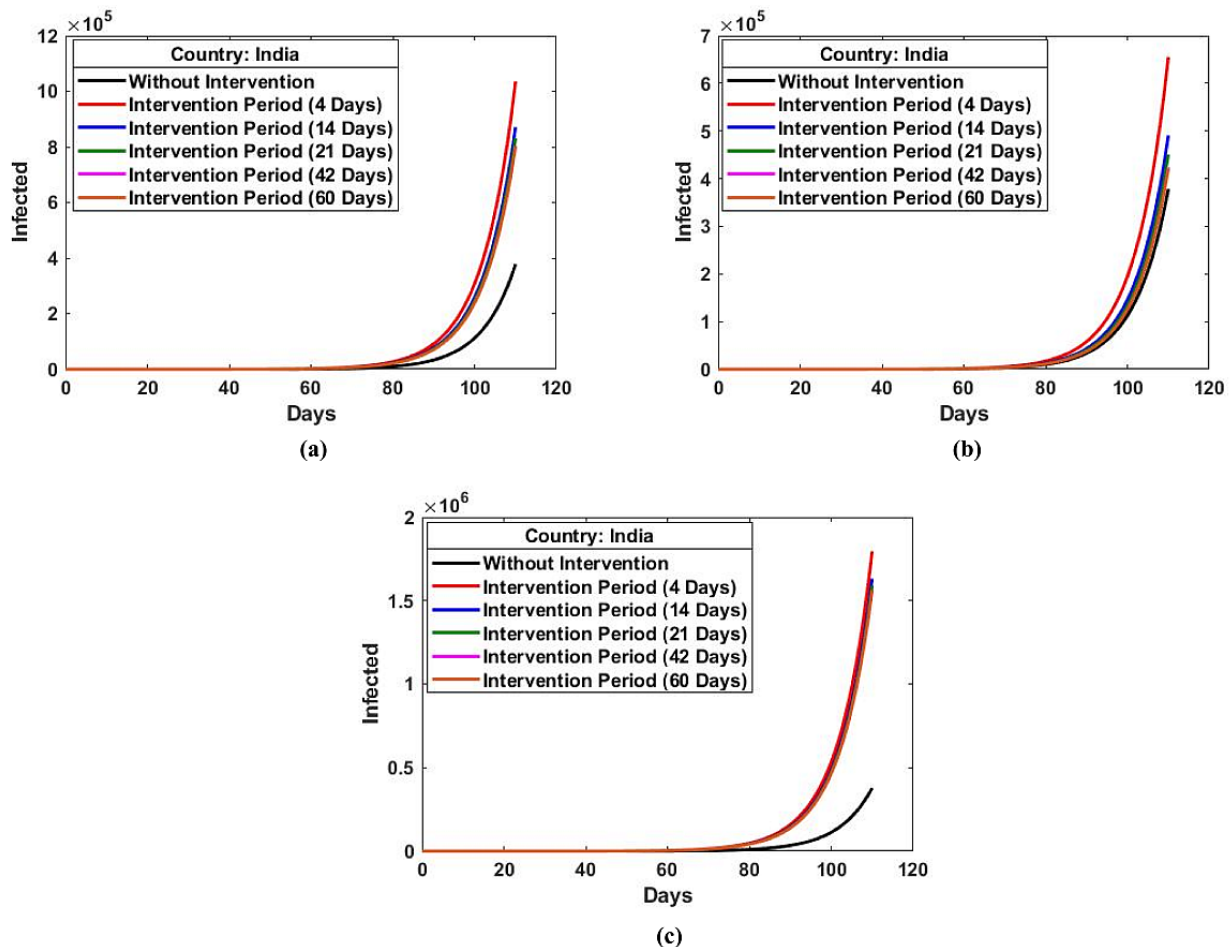 ×10^5
12
10
8
6
4
2
0
Infected
Country: India
Without Intervention
Intervention Period (4 Days)
Intervention Period (14 Days)
Intervention Period (21 Days)
Intervention Period (42 Days)
Intervention Period (60 Days)
0 20 40 60 80 100 120
Days
(a)
×10^5
7
6
5
4
3
2
1
0
Infected
Country: India
Without Intervention
Intervention Period (4 Days)
Intervention Period (14 Days)
Intervention Period (21 Days)
Intervention Period (42 Days)
Intervention Period (60 Days)
0 20 40 60 80 100 120
Days
(b)
×10^6
2
1.5
1
0.5
0
Infected
Country: India
Without Intervention
Intervention Period (4 Days)
Intervention Period (14 Days)
Intervention Period (21 Days)
Intervention Period (42 Days)
Intervention Period (60 Days)
0 20 40 60 80 100 120
Days
(c)